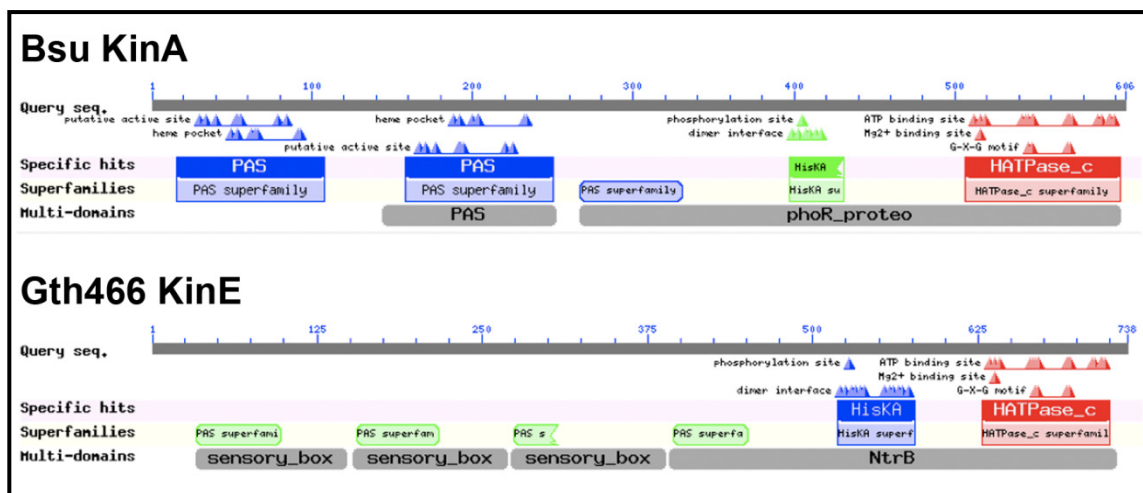 Bsu KinA
1 100 200 300 400 500 606
Query seq.
putative active site heme pocket phosphorylation site ATP binding site
heme pocket dimer interface Mg2+ binding site
putative active site G-X-G motif
Specific hits PAS PAS HisKA HATPase_c
Superfamilies PAS superfamily PAS superfamily PAS superfamily HisKA su HATPase_c superfamily
Multi-domains PAS phoR_proteo
Gth466 KinE
1 125 250 375 500 625 738
Query seq.
phosphorylation site ATP binding site
Mg2+ binding site
dimer interface G-X-G motif
Specific hits HisKA HATPase_c
Superfamilies PAS superfami PAS superfam PAS s PAS superfa HisKA superf HATPase_c superfamil
Multi-domains sensory_box sensory_box sensory_box NtrB